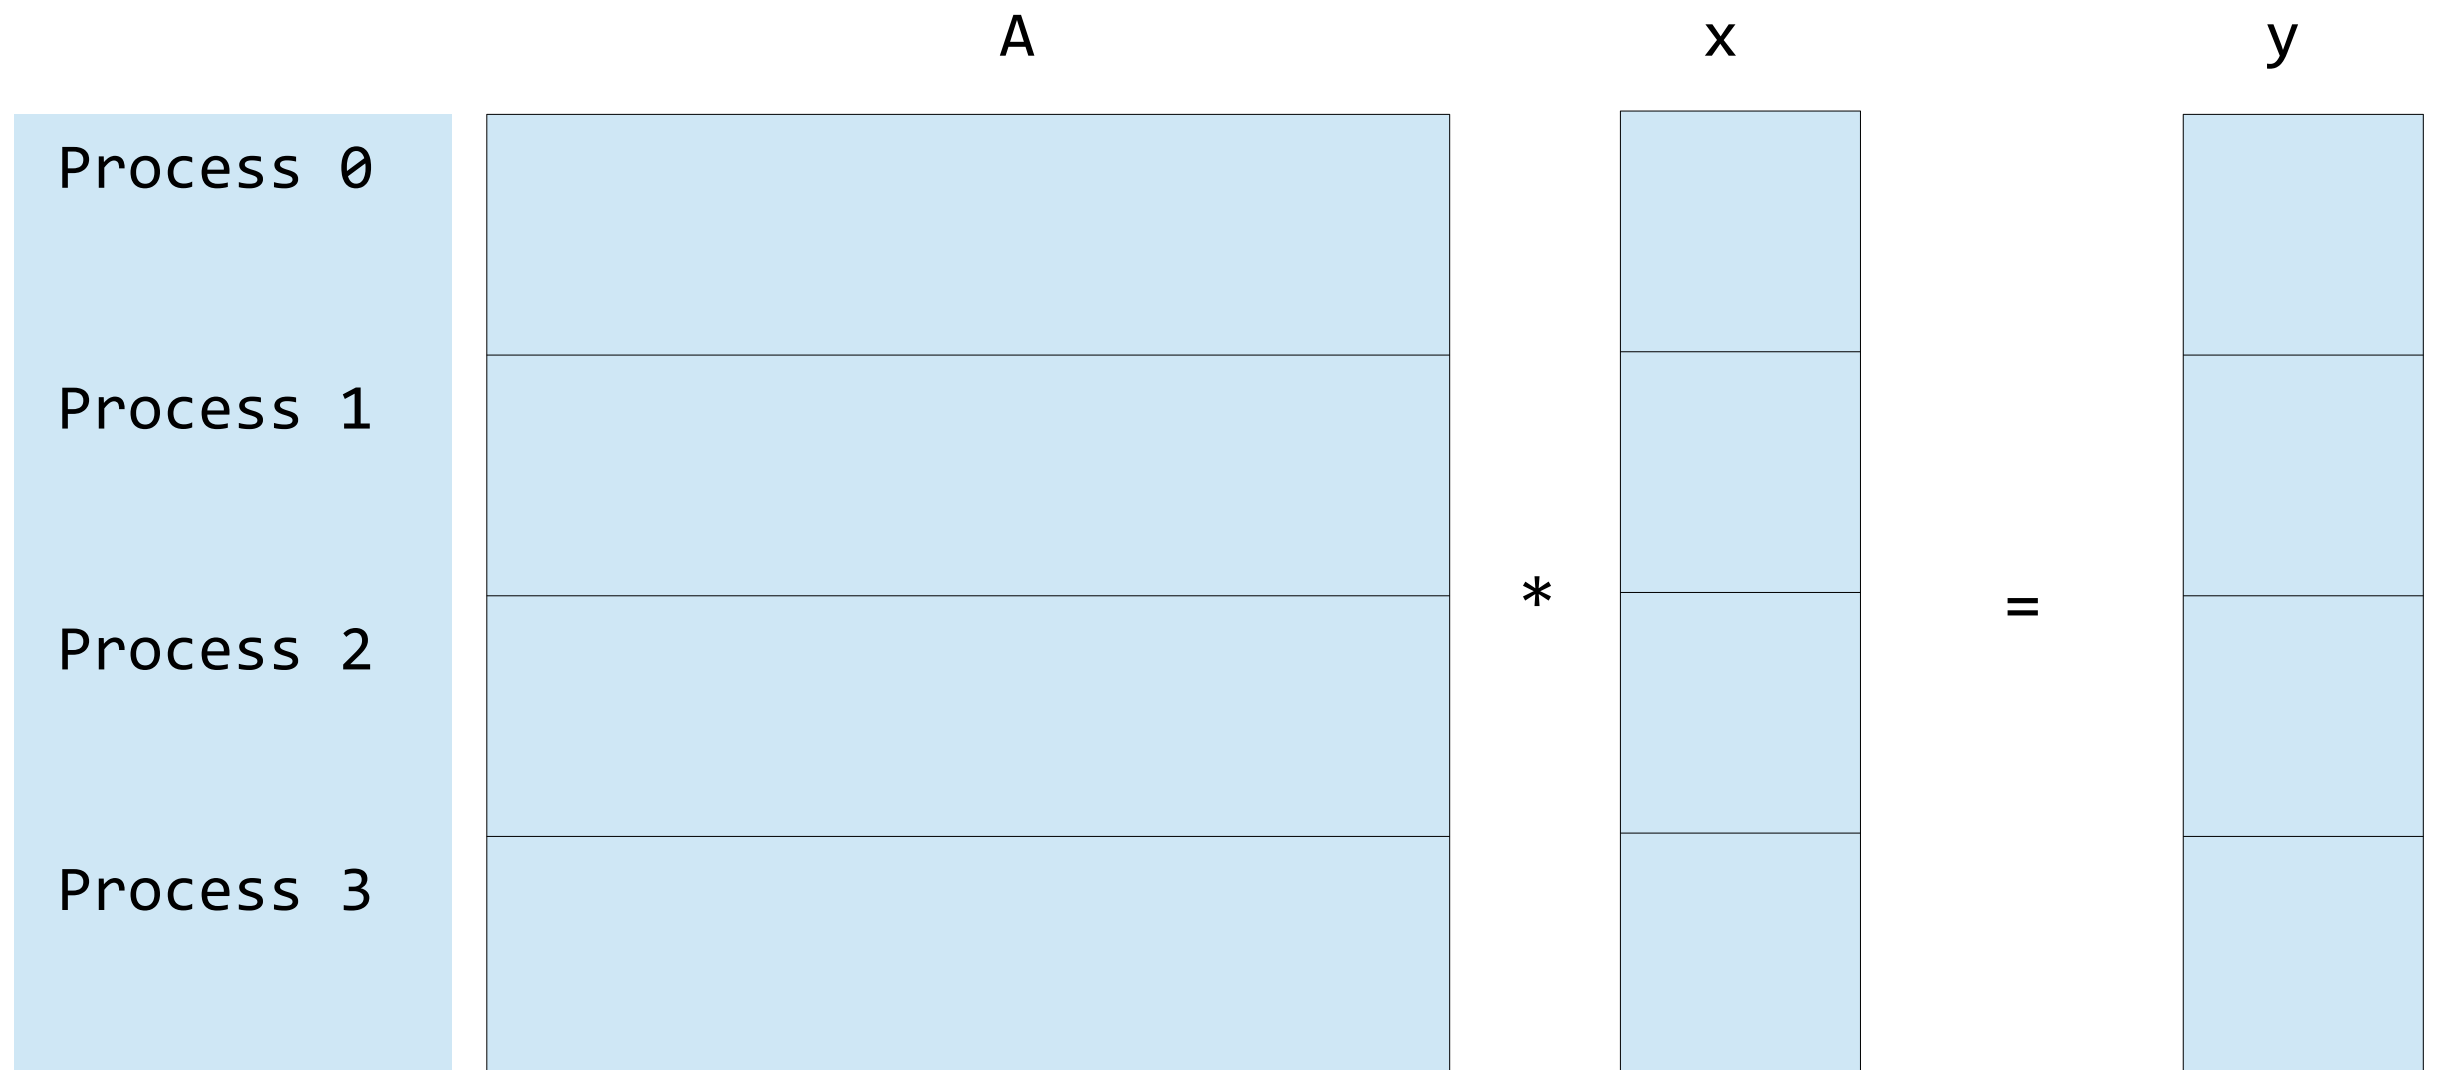 A x y
Process 0
Process 1
* =
Process 2
Process 3